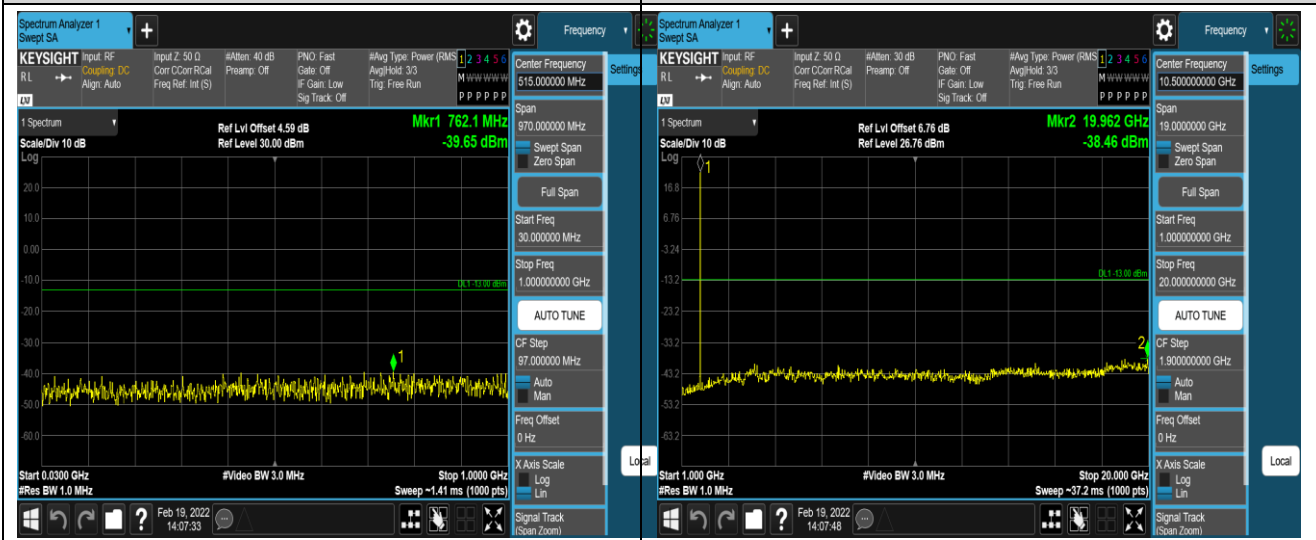 Spectrum Analyzer 1
Swept SA
Frequency
KEYSIGHT
RL
LXI
Input: RF
Coupling: DC
Align: Auto
Input Z: 50 Ω
Corr CCorr RCal
Freq Ref: Int (S)
#Atten: 40 dB
Preamp: Off
PNO: Fast
Gate: Off
IF Gain: Low
Sig Track: Off
#Avg Type: Power (RMS
Avg|Hold: 3/3
Trig: Free Run
1 2 3 4 5 6
M W W W W W
P P P P P P
Center Frequency
515.000000 MHz
Settings
1 Spectrum
Scale/Div 10 dB
Log
Ref Lvl Offset 4.59 dB
Ref Level 30.00 dBm
Mkr1 762.1 MHz
-39.65 dBm
Span
970.000000 MHz
Swept Span
Zero Span
Full Span
Start Freq
30.000000 MHz
Stop Freq
1.000000000 GHz
AUTO TUNE
CF Step
97.000000 MHz
Auto
Man
Freq Offset
0 Hz
X Axis Scale
Log
Lin
Signal Track
(Span Zoom)
Local
20.0
10.0
0.00
-10.0
-20.0
-30.0
-40.0
-50.0
-60.0
DL1 -13.00 dBm
1
Start 0.0300 GHz
#Res BW 1.0 MHz
#Video BW 3.0 MHz
Stop 1.0000 GHz
Sweep ~1.41 ms (1000 pts)
?
Feb 19, 2022
14:07:33
Spectrum Analyzer 1
Swept SA
Frequency
KEYSIGHT
RL
LXI
Input: RF
Coupling: DC
Align: Auto
Input Z: 50 Ω
Corr CCorr RCal
Freq Ref: Int (S)
#Atten: 30 dB
Preamp: Off
PNO: Fast
Gate: Off
IF Gain: Low
Sig Track: Off
#Avg Type: Power (RMS
Avg|Hold: 3/3
Trig: Free Run
1 2 3 4 5 6
M W W W W W
P P P P P P
Center Frequency
10.500000000 GHz
Settings
1 Spectrum
Scale/Div 10 dB
Log
Ref Lvl Offset 6.76 dB
Ref Level 26.76 dBm
Mkr2 19.962 GHz
-38.46 dBm
Span
19.0000000 GHz
Swept Span
Zero Span
Full Span
Start Freq
1.000000000 GHz
Stop Freq
20.000000000 GHz
AUTO TUNE
CF Step
1.900000000 GHz
Auto
Man
Freq Offset
0 Hz
X Axis Scale
Log
Lin
Signal Track
(Span Zoom)
Local
16.8
6.76
-3.24
-13.2
-23.2
-33.2
-43.2
-53.2
-63.2
DL1 -13.00 dBm
1
2
Start 1.000 GHz
#Res BW 1.0 MHz
#Video BW 3.0 MHz
Stop 20.000 GHz
Sweep ~37.2 ms (1000 pts)
?
Feb 19, 2022
14:07:48